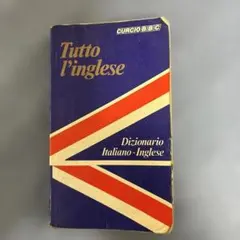 CURCIO B/B/C
Tutto
l'inglese
Dizionario
Italiano-Inglese